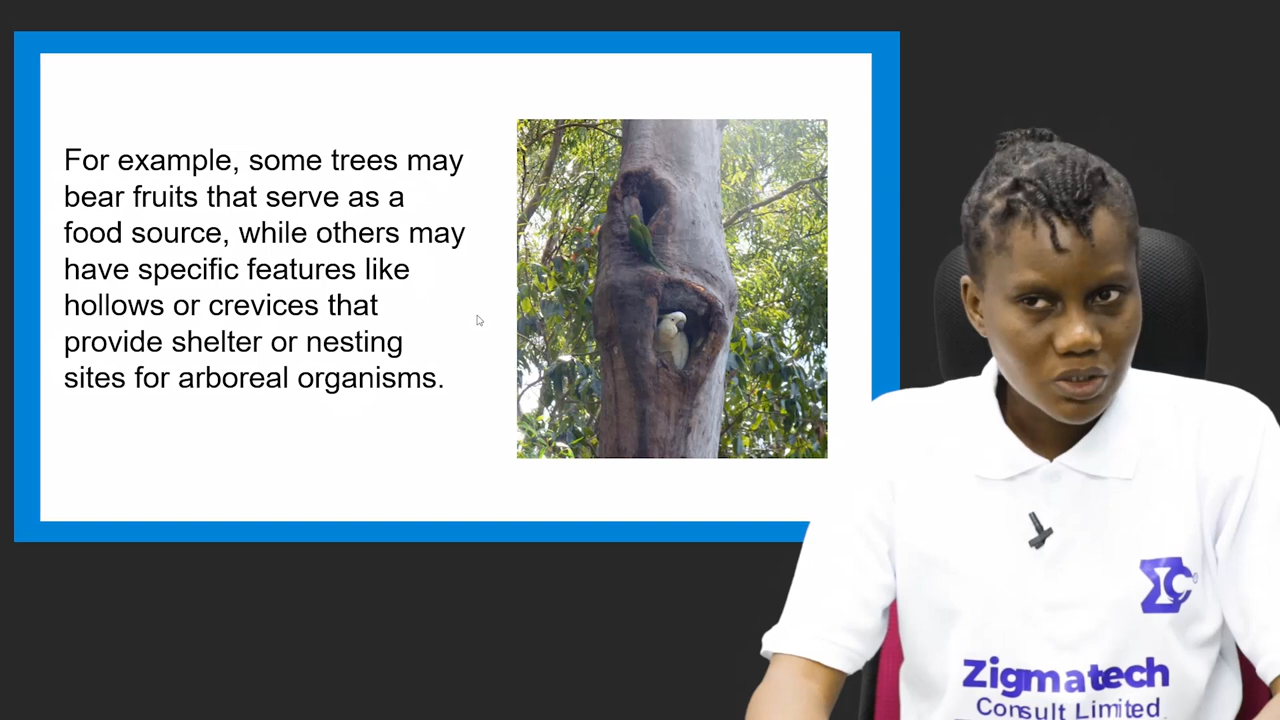 For example, some trees may
bear fruits that serve as a
food source, while others may
have specific features like
hollows or crevices that
provide shelter or nesting
sites for arboreal organisms.
Zigmatech
Consult Limited